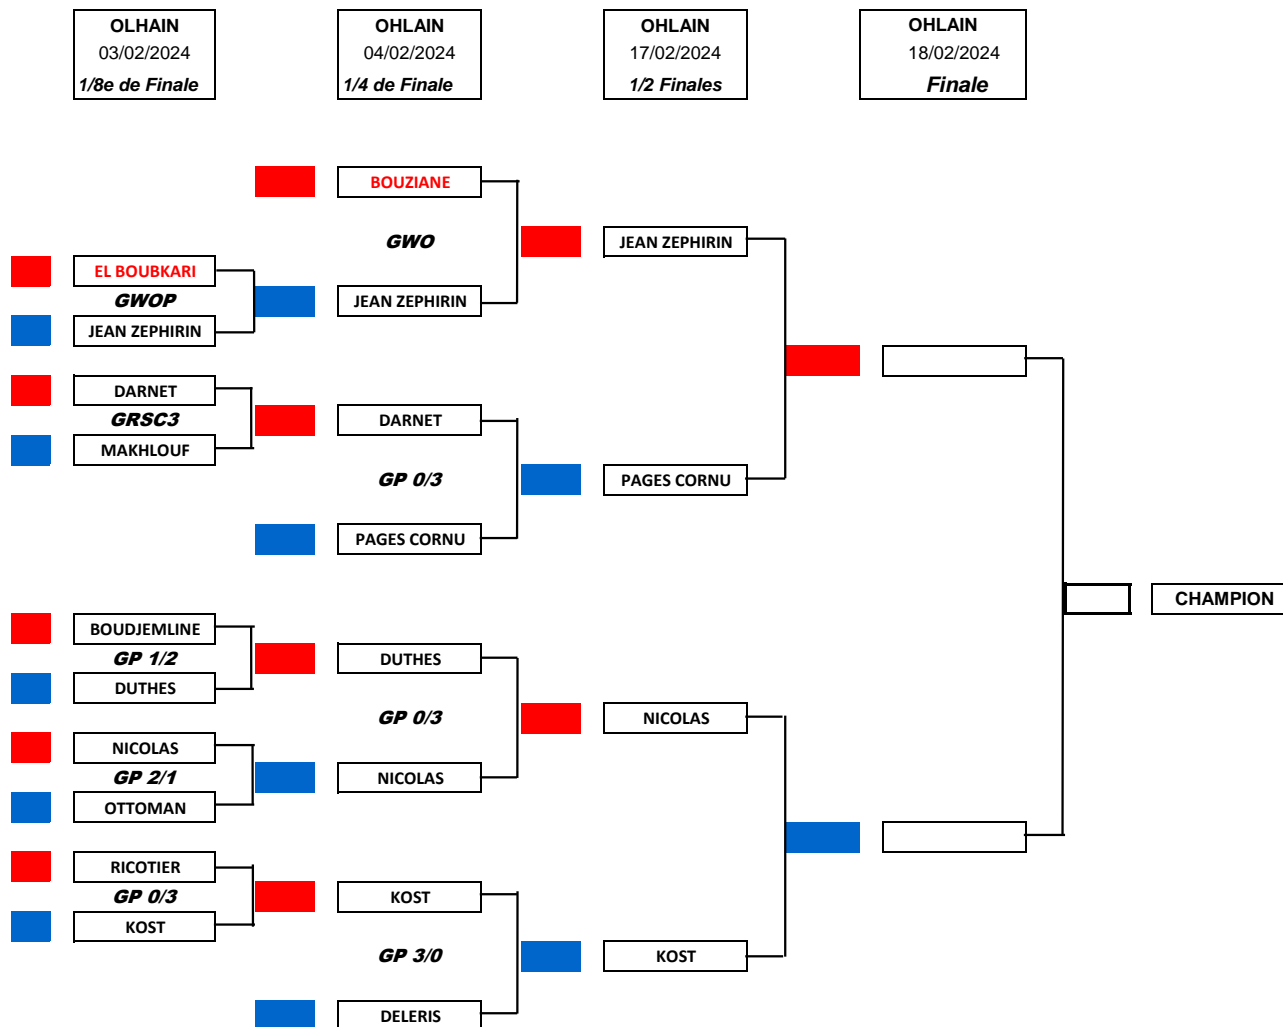 OLHAIN
03/02/2024
1/8e de Finale
OHLAIN
04/02/2024
1/4 de Finale
OHLAIN
17/02/2024
1/2 Finales
OHLAIN
18/02/2024
Finale
EL BOUBKARI
GWOP
JEAN ZEPHIRIN
DARNET
GRSC3
MAKHLOUF
BOUDJEMLINE
GP 1/2
DUTHES
NICOLAS
GP 2/1
OTTOMAN
RICOTIER
GP 0/3
KOST
BOUZIANE
GWO
JEAN ZEPHIRIN
DARNET
GP 0/3
PAGES CORNU
DUTHES
GP 0/3
NICOLAS
KOST
GP 3/0
DELERIS
JEAN ZEPHIRIN
PAGES CORNU
NICOLAS
KOST
CHAMPION